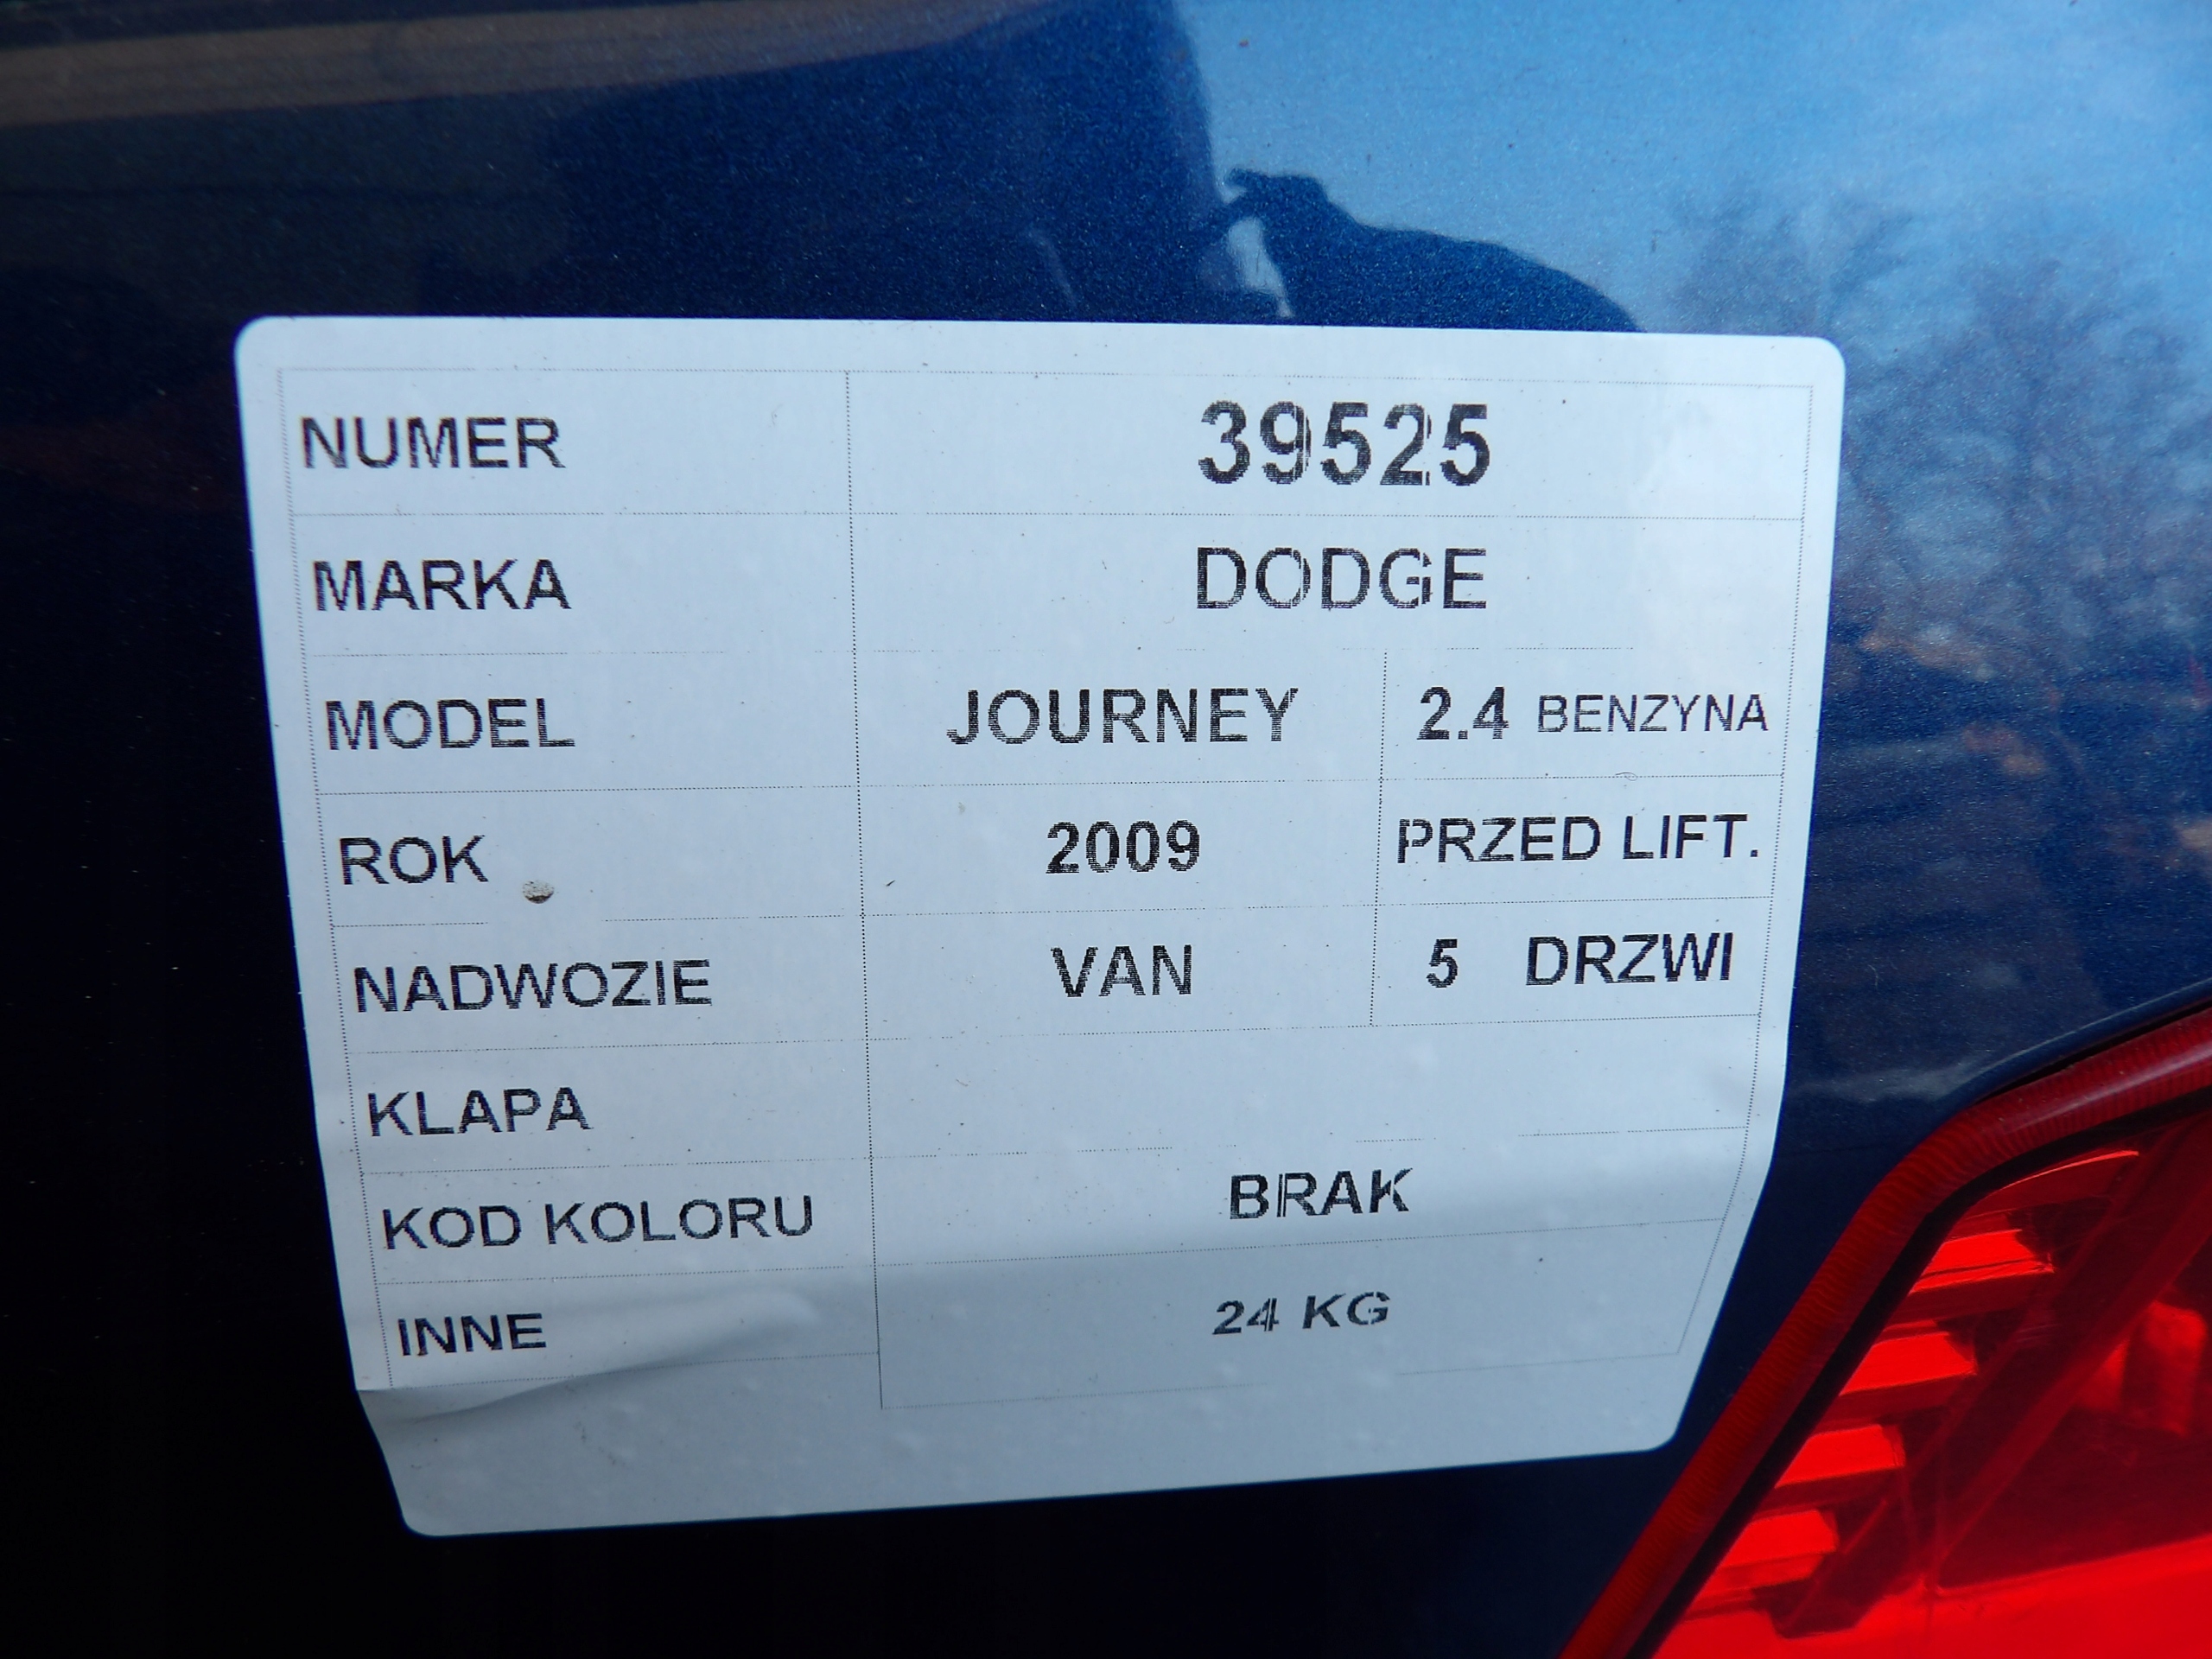 NUMER 39525
MARKA DODGE
MODEL JOURNEY 2.4 BENZYNA
ROK 2009 PRZED LIFT.
NADWOZIE VAN 5 DRZWI
KLAPA
KOD KOLORU BRAK
INNE 24 KG